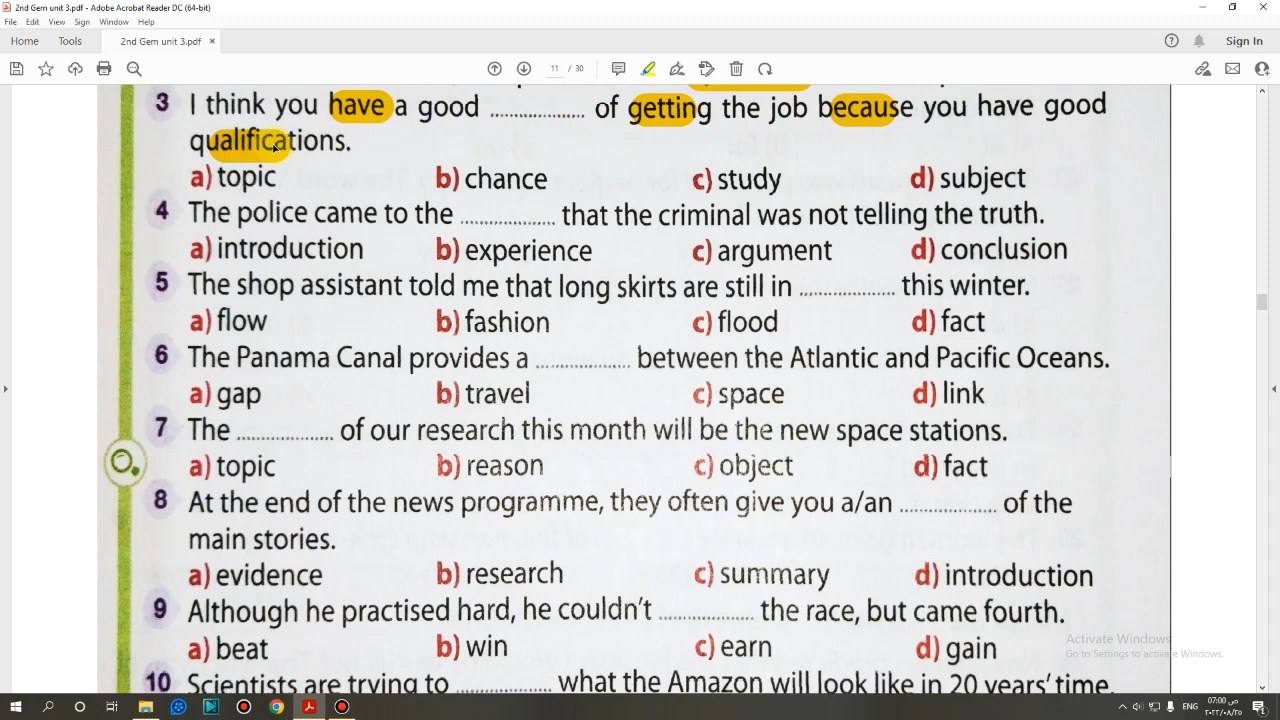 2nd Gem unit 3.pdf - Adobe Acrobat Reader DC (64-bit)
File Edit View Sign Window Help
Home Tools 2nd Gem unit 3.pdf × Sign In
11 / 30
3 I think you have a good ................ of getting the job because you have good
qualifications.
a) topic b) chance c) study d) subject
4 The police came to the ................ that the criminal was not telling the truth.
a) introduction b) experience c) argument d) conclusion
5 The shop assistant told me that long skirts are still in ................ this winter.
a) flow b) fashion c) flood d) fact
6 The Panama Canal provides a ................ between the Atlantic and Pacific Oceans.
a) gap b) travel c) space d) link
7 The ................ of our research this month will be the new space stations.
a) topic b) reason c) object d) fact
8 At the end of the news programme, they often give you a/an ................ of the
main stories.
a) evidence b) research c) summary d) introduction
9 Although he practised hard, he couldn't ................ the race, but came fourth.
a) beat b) win c) earn d) gain
10 Scientists are trying to ................ what the Amazon will look like in 20 years' time.
Activate Windows
Go to Settings to activate Windows.
ENG
07:00 ص
٢٠٢٢/٠٨/٢٥